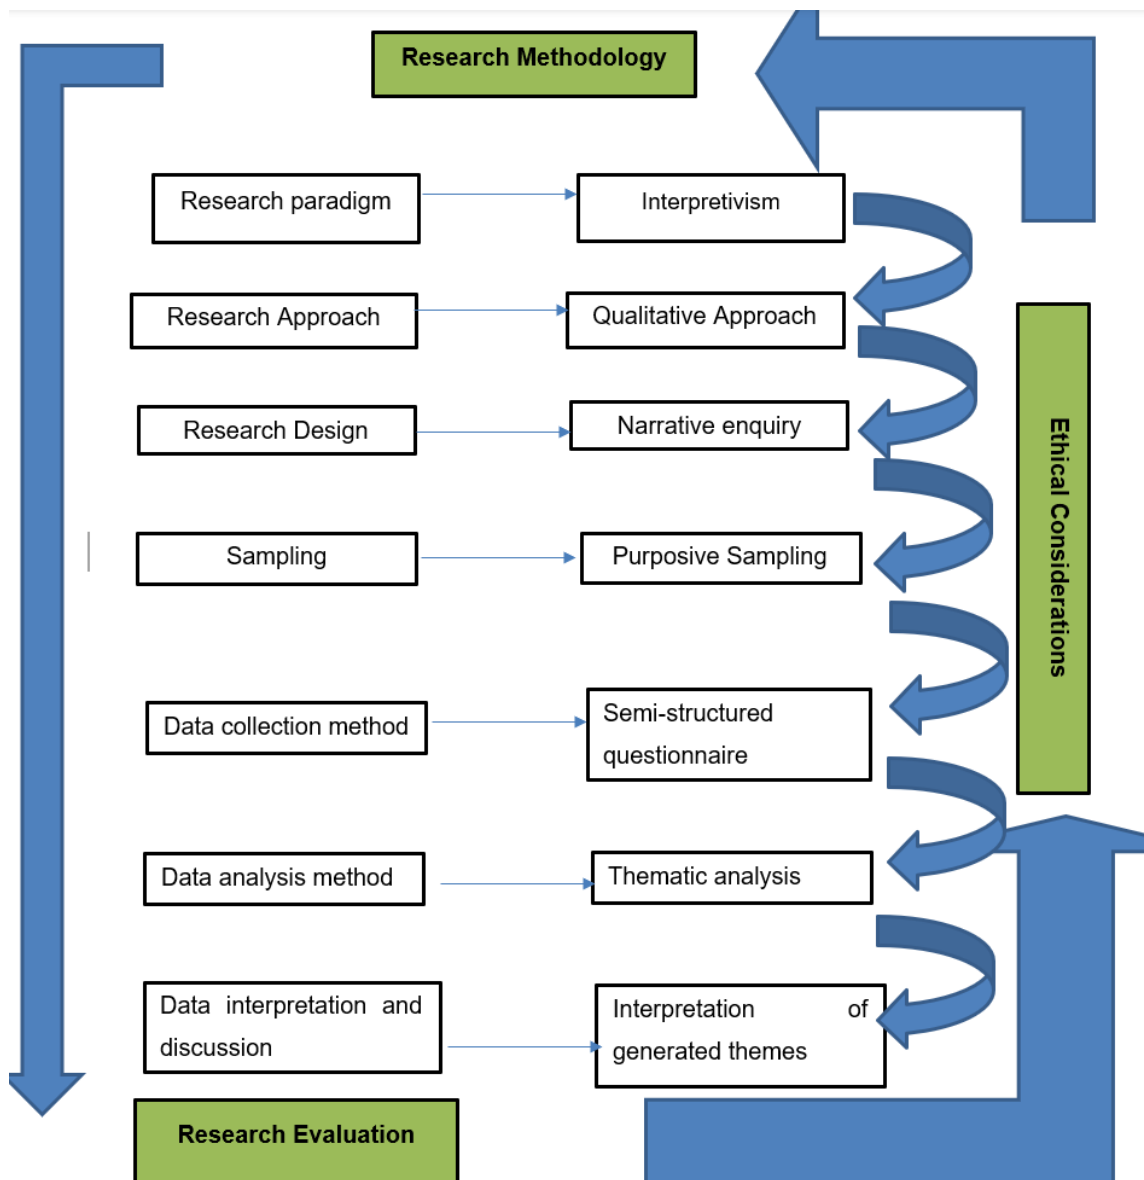 Research Methodology
Research paradigm
Interpretivism
Research Approach
Qualitative Approach
Research Design
Narrative enquiry
Sampling
Purposive Sampling
Data collection method
Semi-structured
questionnaire
Data analysis method
Thematic analysis
Data interpretation and
discussion
Interpretation of
generated themes
Research Evaluation
Ethical Considerations